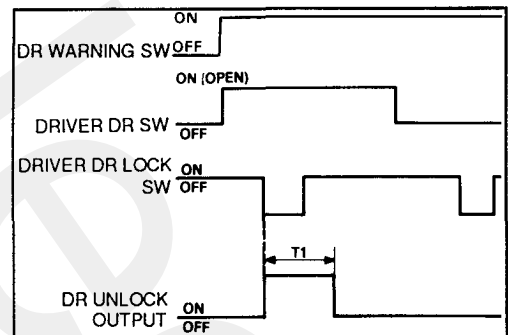 ON
DR WARNING SW OFF
ON (OPEN)
DRIVER DR SW OFF
DRIVER DR LOCK ON
SW OFF
T1
DR UNLOCK ON
OUTPUT OFF